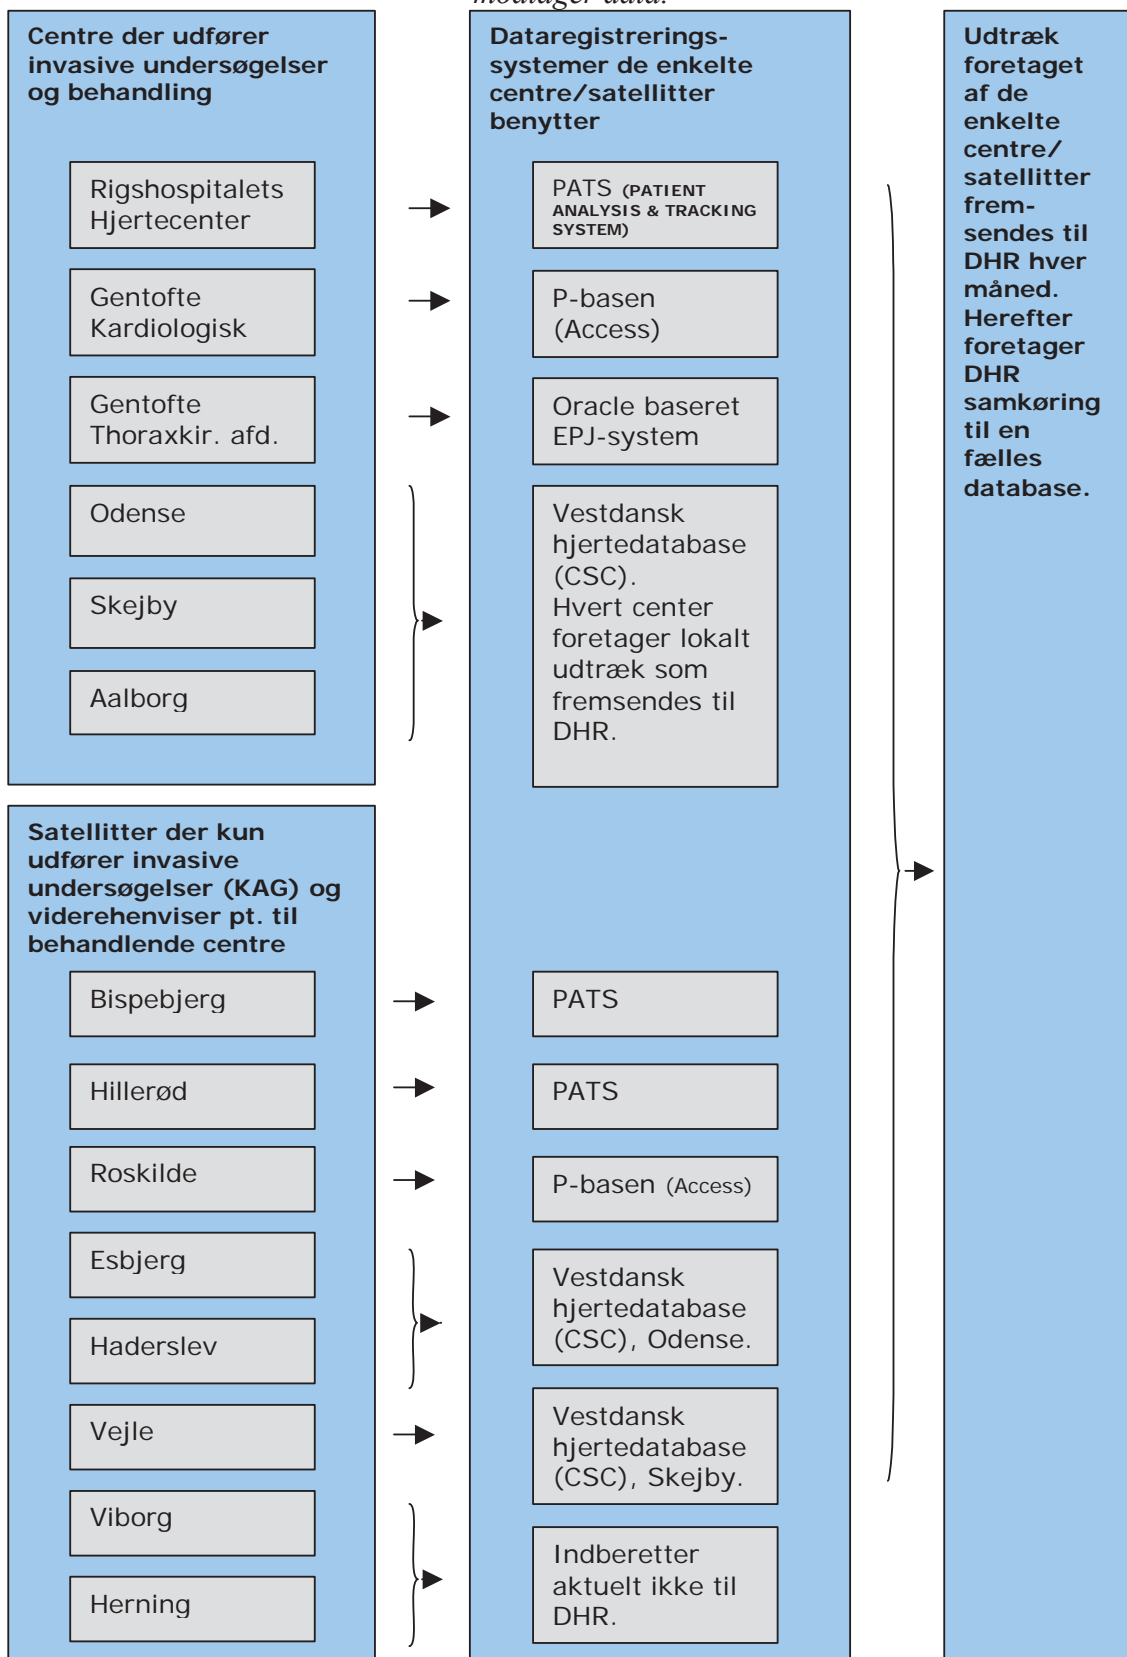 modtager data.
Centre der udfører
invasive undersøgelser
og behandling
Rigshospitalets
Hjertecenter
Gentofte
Kardiologisk
Gentofte
Thoraxkir. afd.
Odense
Skejby
Aalborg
Satellitter der kun
udfører invasive
undersøgelser (KAG) og
viderehenviser pt. til
behandlende centre
Bispebjerg
Hillerød
Roskilde
Esbjerg
Haderslev
Vejle
Viborg
Herning
Dataregistrerings-
systemer de enkelte
centre/satellitter
benytter
PATS (PATIENT
ANALYSIS & TRACKING
SYSTEM)
P-basen
(Access)
Oracle baseret
EPJ-system
Vestdansk
hjertedatabase
(CSC).
Hvert center
foretager lokalt
udtræk som
fremsendes til
DHR.
PATS
PATS
P-basen (Access)
Vestdansk
hjertedatabase
(CSC), Odense.
Vestdansk
hjertedatabase
(CSC), Skejby.
Indberetter
aktuelt ikke til
DHR.
Udtræk
foretaget
af de
enkelte
centre/
satellitter
frem-
sendes til
DHR hver
måned.
Herefter
foretager
DHR
samkøring
til en
fælles
database.